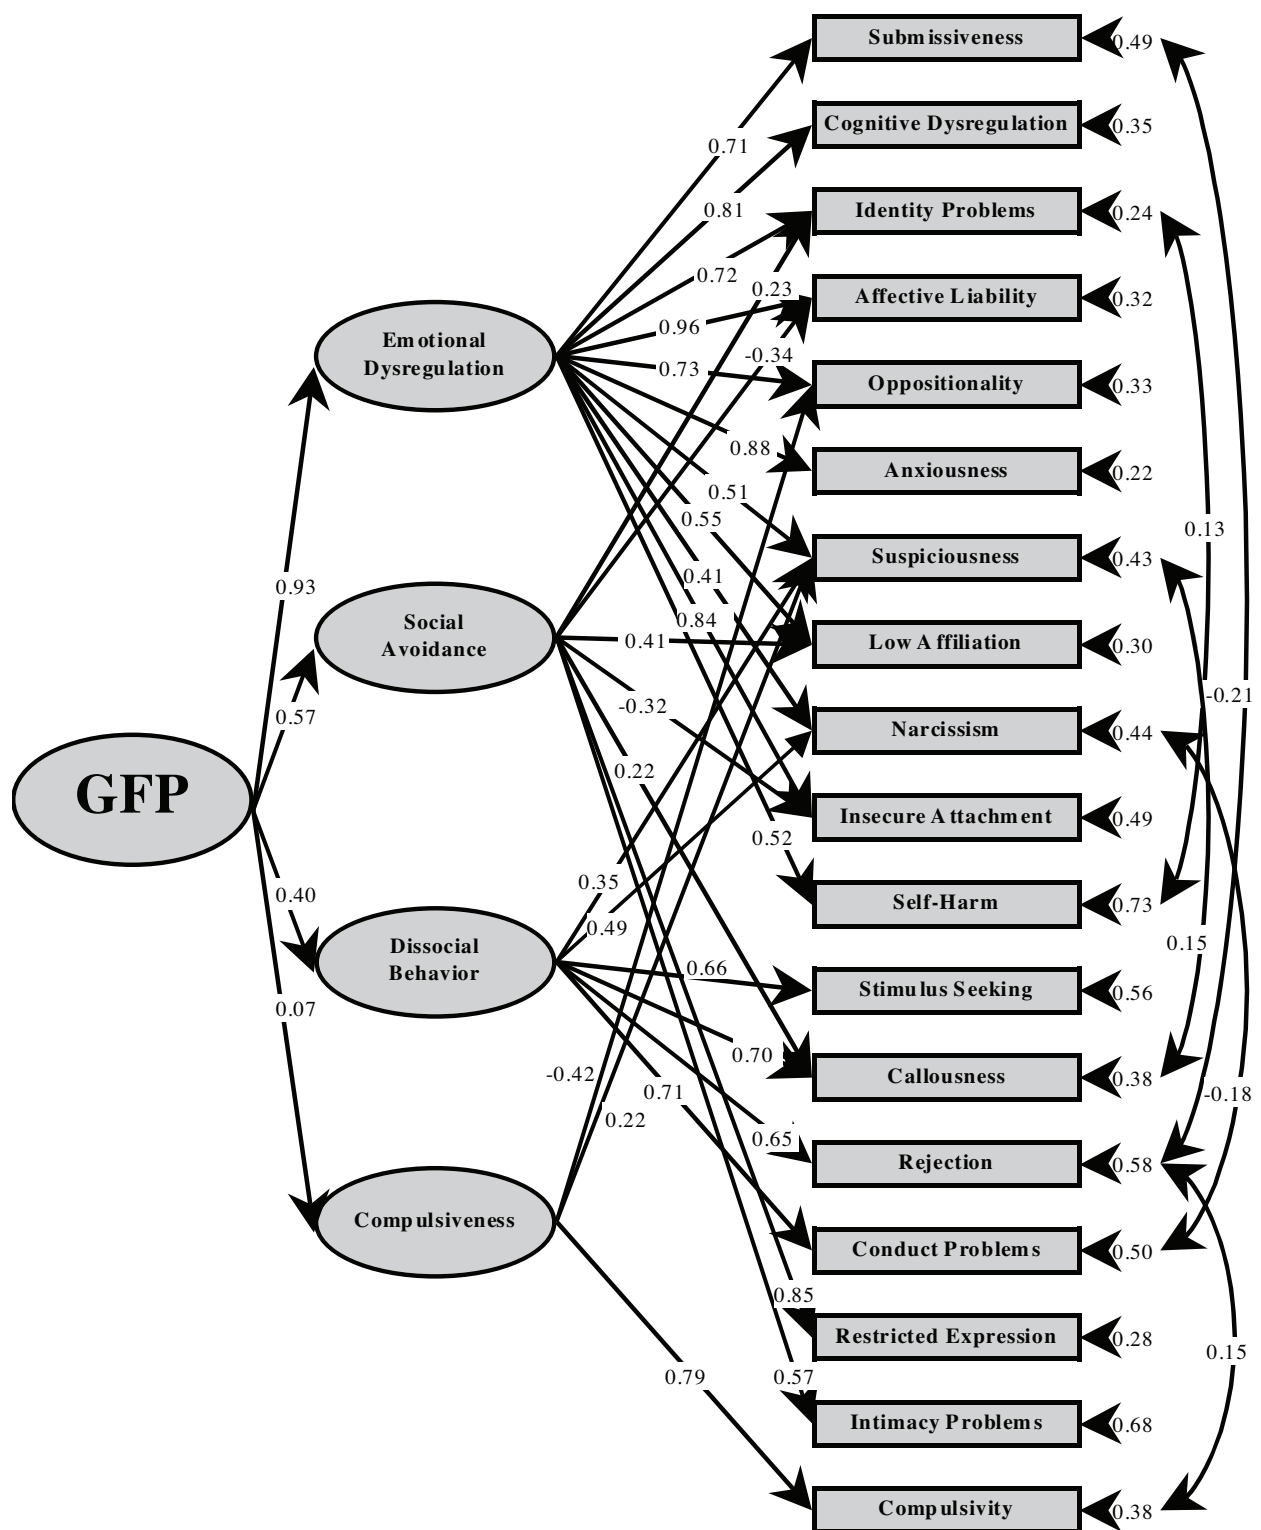 Submissiveness
0.49
Cognitive Dysregulation
0.35
0.71
Identity Problems
0.24
0.81
0.72
0.23
Affective Liability
0.32
0.96
Emotional
Dysregulation
-0.34
0.73
Oppositionality
0.33
0.88
Anxiousness
0.22
0.51
0.55
0.13
Suspiciousness
0.43
0.41
0.93
0.84
Social
Avoidance
0.41
Low Affiliation
0.30
-0.21
-0.32
0.57
Narcissism
0.44
0.22
GFP
Insecure Attachment
0.49
0.52
0.35
0.40
Self-Harm
0.73
0.49
0.15
Dissocial
Behavior
0.66
Stimulus Seeking
0.56
0.07
0.70
-0.42
Callousness
0.38
0.71
-0.18
0.22
0.65
Rejection
0.58
Compulsiveness
Conduct Problems
0.50
0.85
Restricted Expression
0.28
0.15
0.79
0.57
Intimacy Problems
0.68
Compulsivity
0.38